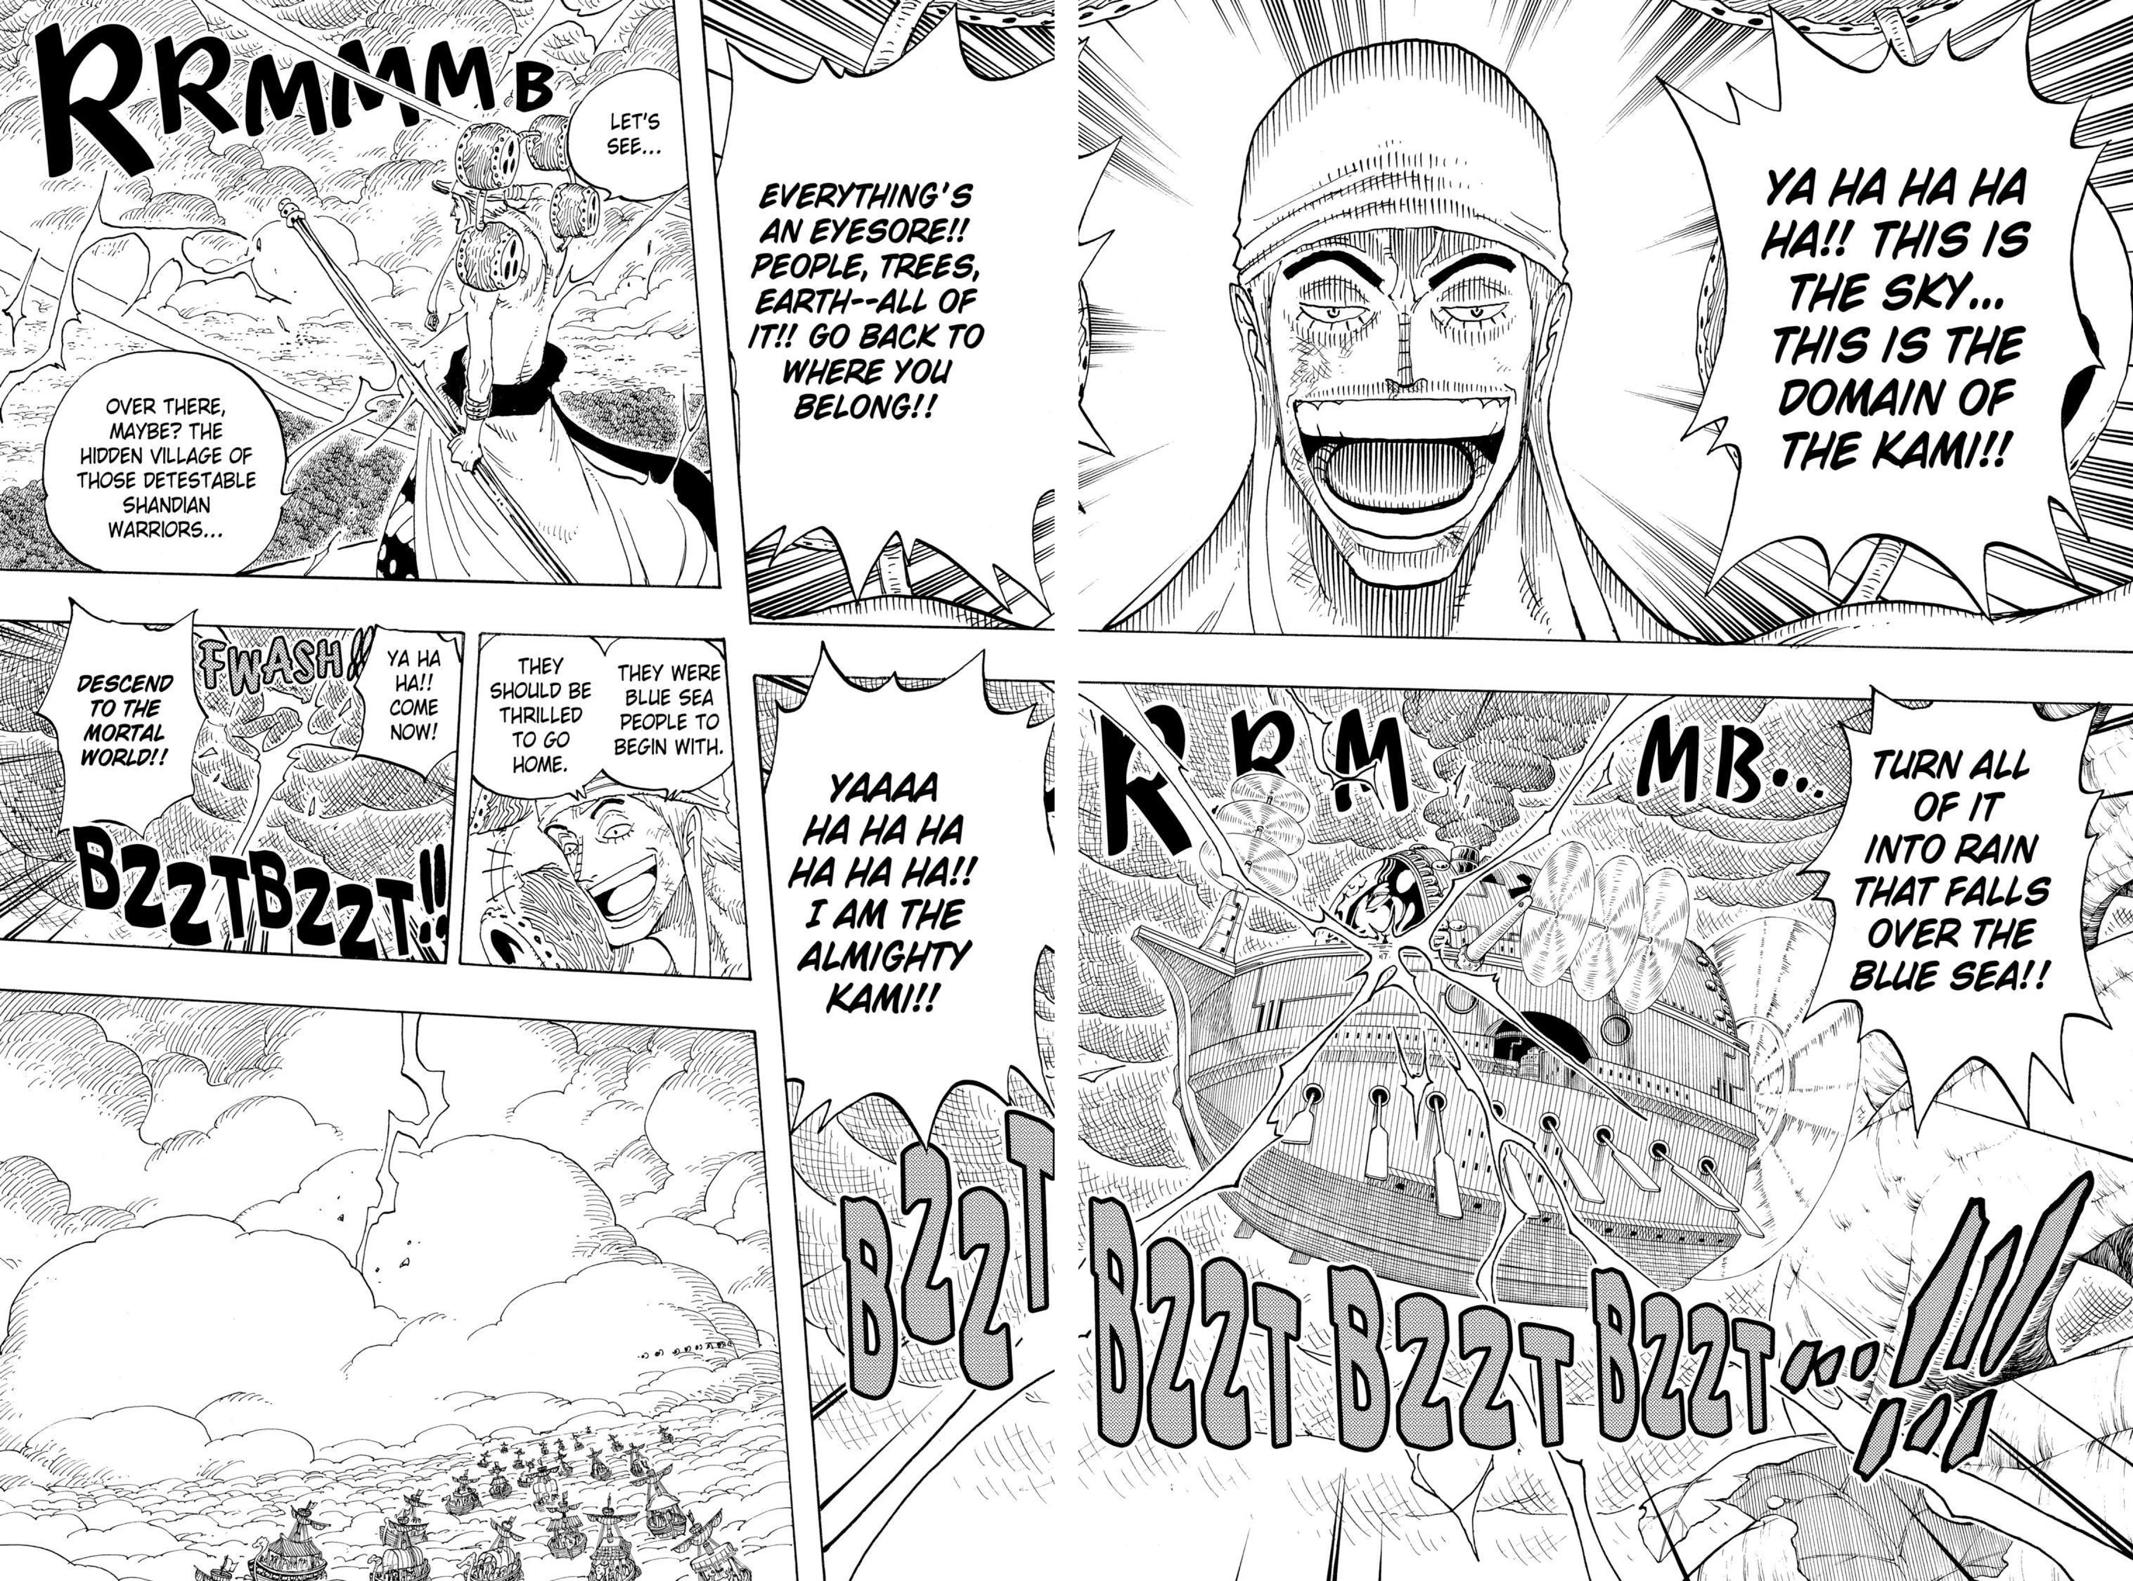 YA HA HA HA
HA!! THIS IS
THE SKY...
THIS IS THE
DOMAIN OF
THE KAMI!!
EVERYTHING'S
AN EYESORE!!
PEOPLE, TREES,
EARTH--ALL OF
IT!! GO BACK TO
WHERE YOU
BELONG!!
TURN ALL
OF IT
INTO RAIN
THAT FALLS
OVER THE
BLUE SEA!!
RRM
MB...
BZZT BZZT BZZT...!!!
YAAAA
HA HA HA
HA HA HA!!
I AM THE
ALMIGHTY
KAMI!!
BZZT
RRMMMB
LET'S
SEE...
OVER THERE,
MAYBE? THE
HIDDEN VILLAGE OF
THOSE DETESTABLE
SHANDIAN
WARRIORS...
THEY WERE
BLUE SEA
PEOPLE TO
BEGIN WITH.
THEY
SHOULD BE
THRILLED
TO GO
HOME.
YA HA
HA!!
COME
NOW!
FWASH!!
DESCEND
TO THE
MORTAL
WORLD!!
BZZTBZZT!!